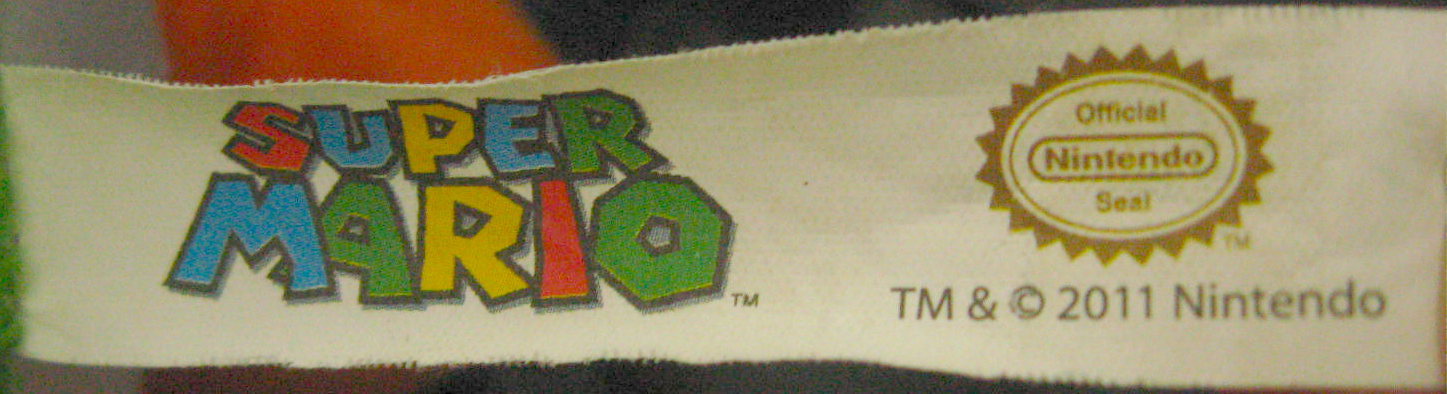 SUPER
MARIO
TM
Official
Nintendo
Seal
TM
TM & © 2011 Nintendo